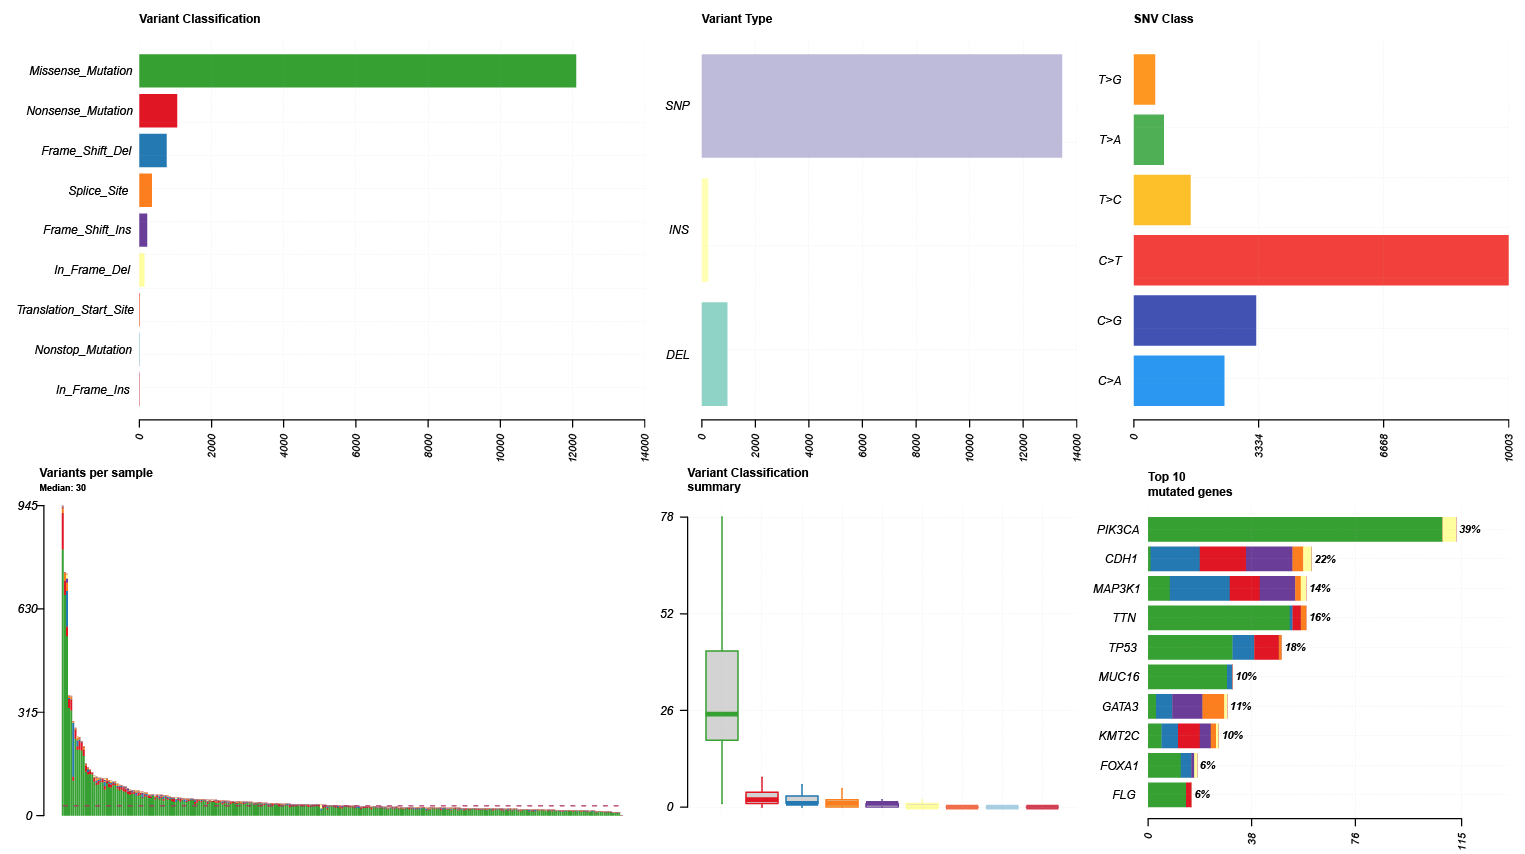 Variant Classification
Missense_Mutation
Nonsense_Mutation
Frame_Shift_Del
Splice_Site
Frame_Shift_Ins
In_Frame_Del
Translation_Start_Site
Nonstop_Mutation
In_Frame_Ins
0 2000 4000 6000 8000 10000 12000 14000
Variant Type
SNP
INS
DEL
0 2000 4000 6000 8000 10000 12000 14000
SNV Class
T>G
T>A
T>C
C>T
C>G
C>A
0 3334 6668 10003
Variants per sample
Median: 30
945
630
315
0
Variant Classification
summary
78
52
26
0
Top 10
mutated genes
PIK3CA 39%
CDH1 22%
MAP3K1 14%
TTN 16%
TP53 18%
MUC16 10%
GATA3 11%
KMT2C 10%
FOXA1 6%
FLG 6%
0 38 76 115